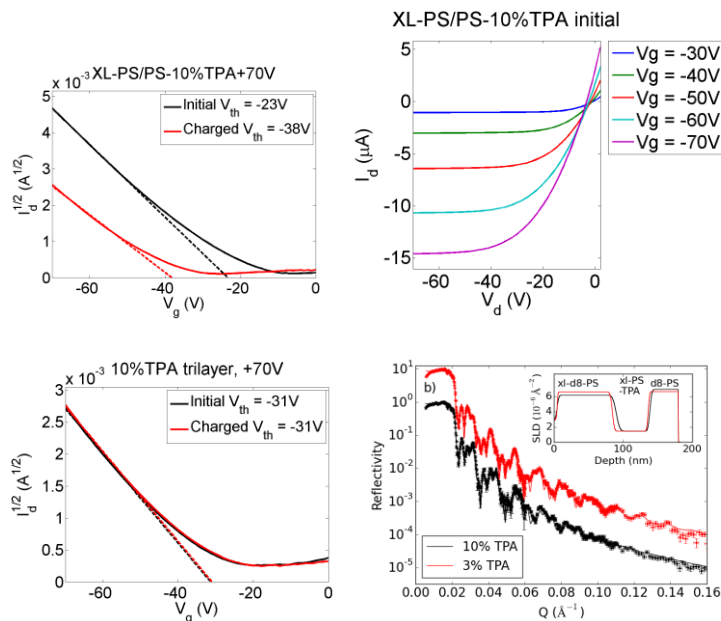 × 10⁻³ XL-PS/PS-10%TPA+70V
5
4
3
2
1
0
I_d^1/2 (A^1/2)
Initial V_th = -23V
Charged V_th = -38V
-60 -40 -20 0
V_g (V)
XL-PS/PS-10%TPA initial
5
0
-5
-10
-15
I_d (μA)
-60 -40 -20 0
V_d (V)
Vg = -30V
Vg = -40V
Vg = -50V
Vg = -60V
Vg = -70V
× 10⁻³ 10%TPA trilayer, +70V
3
2.5
2
1.5
1
0.5
0
I_d^1/2 (A^1/2)
Initial V_th = -31V
Charged V_th = -31V
-60 -40 -20 0
V_g (V)
b)
10¹
10⁰
10⁻¹
10⁻²
10⁻³
10⁻⁴
10⁻⁵
Reflectivity
10% TPA
3% TPA
0.00 0.02 0.04 0.06 0.08 0.10 0.12 0.14 0.16
Q (Å⁻¹)
xl-d8-PS
xl-PS
-TPA
d8-PS
SLD (10⁻⁶ Å⁻²)
6
4
2
0
0 100 200
Depth (nm)